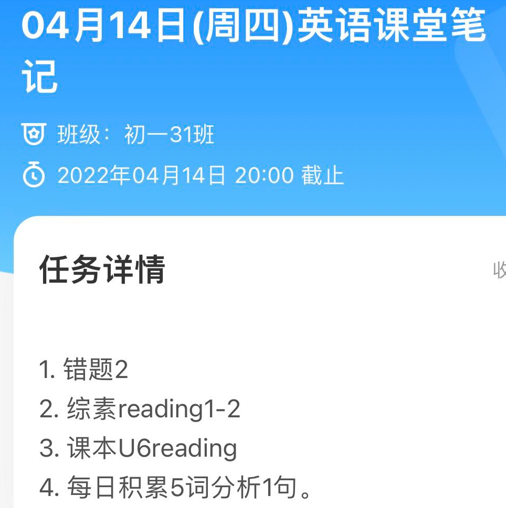 04月14日(周四)英语课堂笔
记
班级：初一31班
2022年04月14日 20:00 截止
任务详情
收
1. 错题2
2. 综素reading1-2
3. 课本U6reading
4. 每日积累5词分析1句。